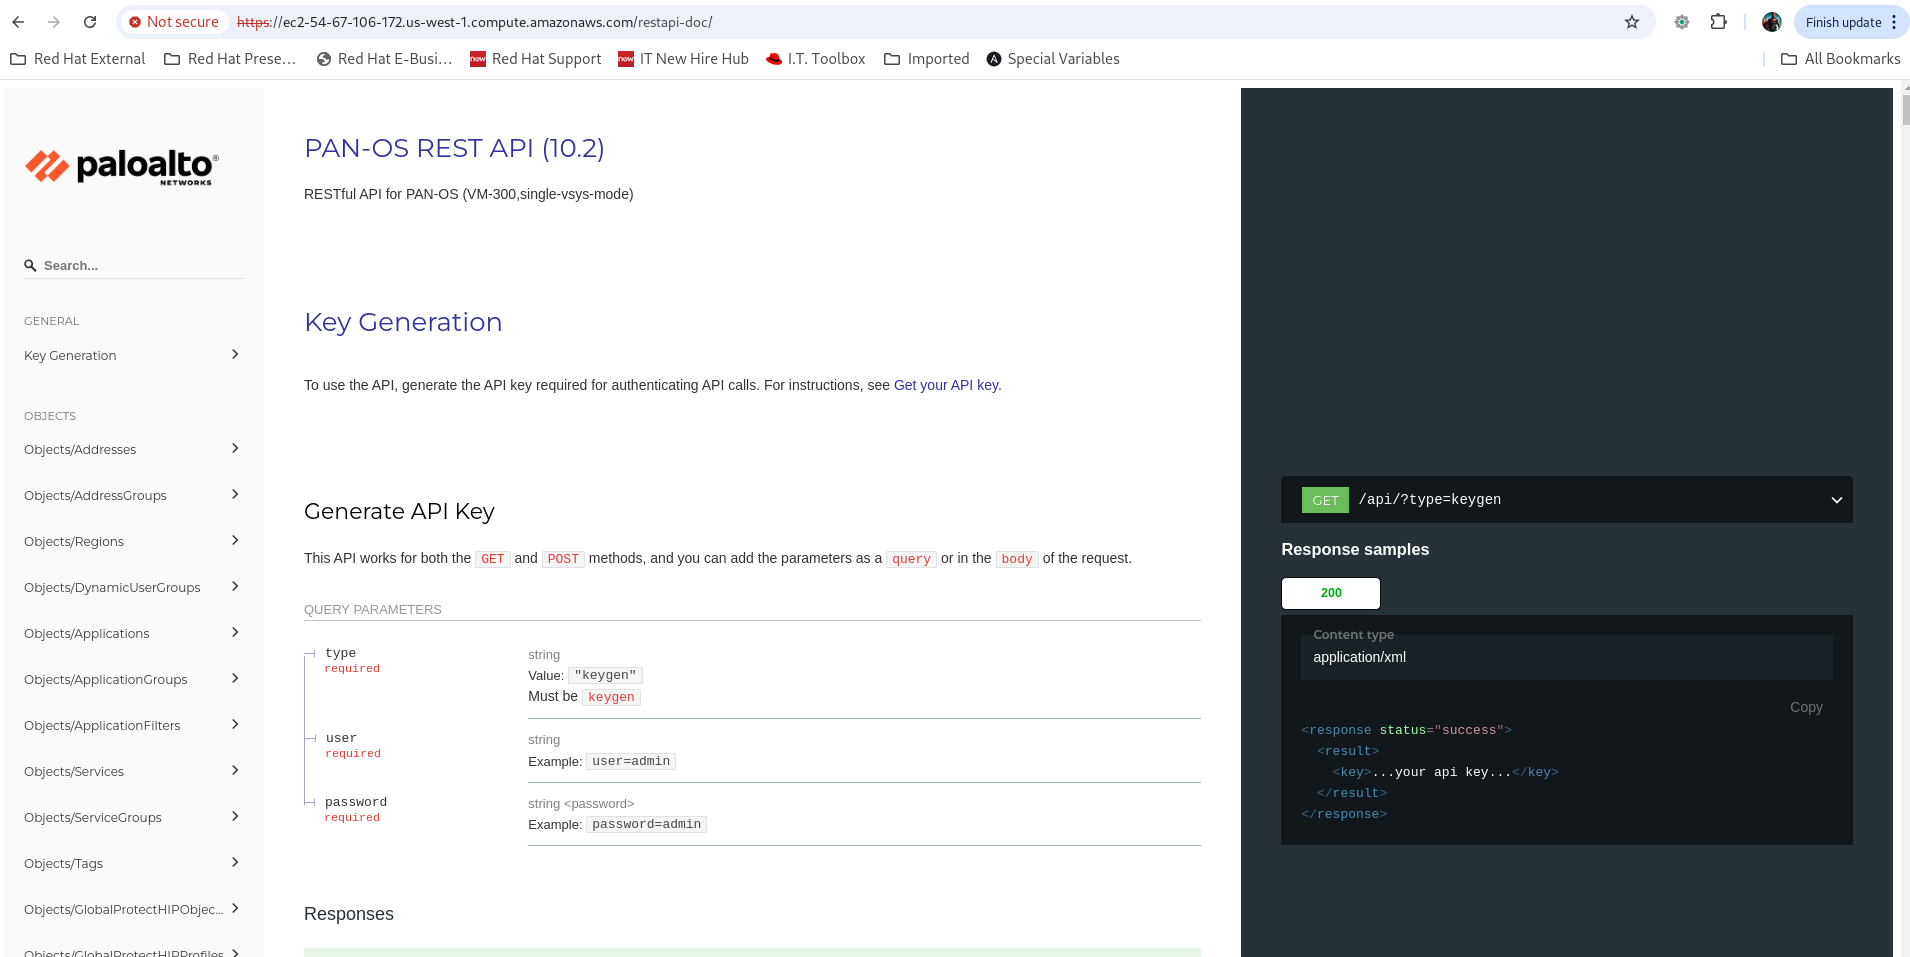 Not secure https://ec2-54-67-106-172.us-west-1.compute.amazonaws.com/restapi-doc/ Finish update
Red Hat External Red Hat Prese... Red Hat E-Busi... now Red Hat Support now IT New Hire Hub I.T. Toolbox Imported A Special Variables All Bookmarks
paloalto®
NETWORKS
Search...
GENERAL
Key Generation
OBJECTS
Objects/Addresses
Objects/AddressGroups
Objects/Regions
Objects/DynamicUserGroups
Objects/Applications
Objects/ApplicationGroups
Objects/ApplicationFilters
Objects/Services
Objects/ServiceGroups
Objects/Tags
Objects/GlobalProtectHIPObjec...
Objects/GlobalProtectHIPProfiles
PAN-OS REST API (10.2)
RESTful API for PAN-OS (VM-300,single-vsys-mode)
Key Generation
To use the API, generate the API key required for authenticating API calls. For instructions, see Get your API key.
Generate API Key
This API works for both the GET and POST methods, and you can add the parameters as a query or in the body of the request.
QUERY PARAMETERS
type
required
string
Value: "keygen"
Must be keygen
user
required
string
Example: user=admin
password
required
string <password>
Example: password=admin
Responses
GET /api/?type=keygen
Response samples
200
Content type
application/xml
Copy
<response status="success">
<result>
<key>...your api key...</key>
</result>
</response>